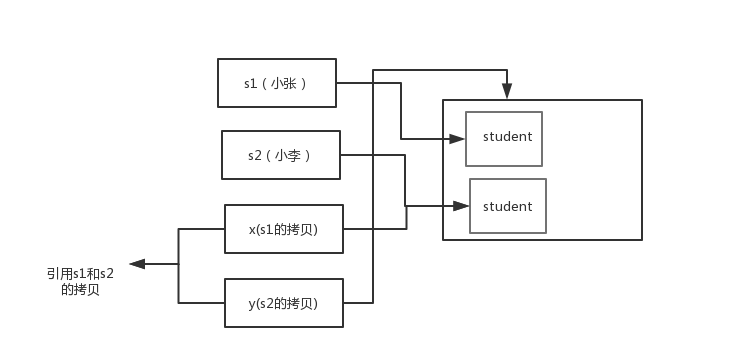 s1（小张）
student
s2（小李）
student
x(s1的拷贝)
引用s1和s2
的拷贝
y(s2的拷贝)